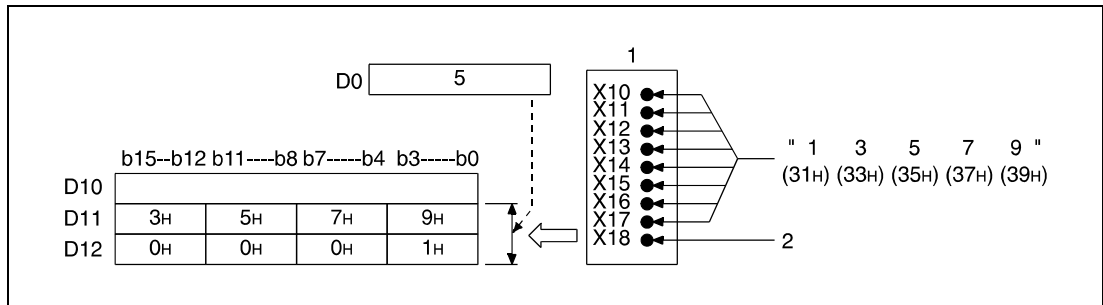 1
D0 5
X10
X11
X12
X13
X14
X15
X16
X17
X18
" 1 3 5 7 9 "
(31H) (33H) (35H) (37H) (39H)
2
b15--b12 b11----b8 b7-----b4 b3-----b0
D10
D11 3H 5H 7H 9H
D12 0H 0H 0H 1H